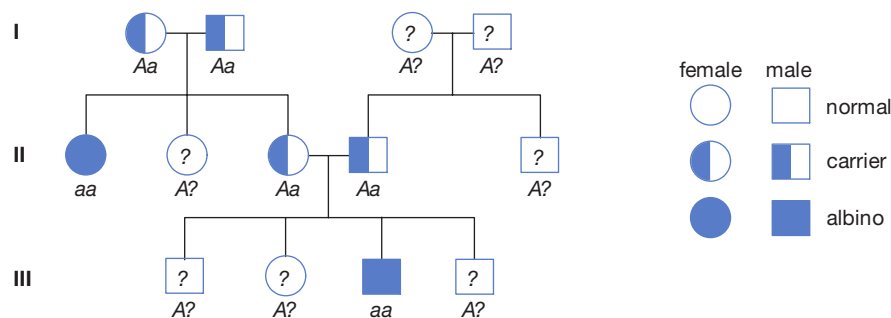 I
? ?
Aa Aa A? A?
female male
normal
II
? ?
aa A? Aa Aa A?
carrier
albino
III
? ? ?
A? A? aa A?